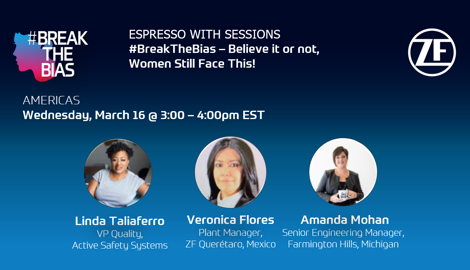 #BREAK
THE
BIAS
ESPRESSO WITH SESSIONS
#BreakTheBias – Believe it or not,
Women Still Face This!
ZF
AMERICAS
Wednesday, March 16 @ 3:00 – 4:00pm EST
Linda Taliaferro
VP Quality,
Active Safety Systems
Veronica Flores
Plant Manager,
ZF Querétaro, Mexico
Amanda Mohan
Senior Engineering Manager,
Farmington Hills, Michigan